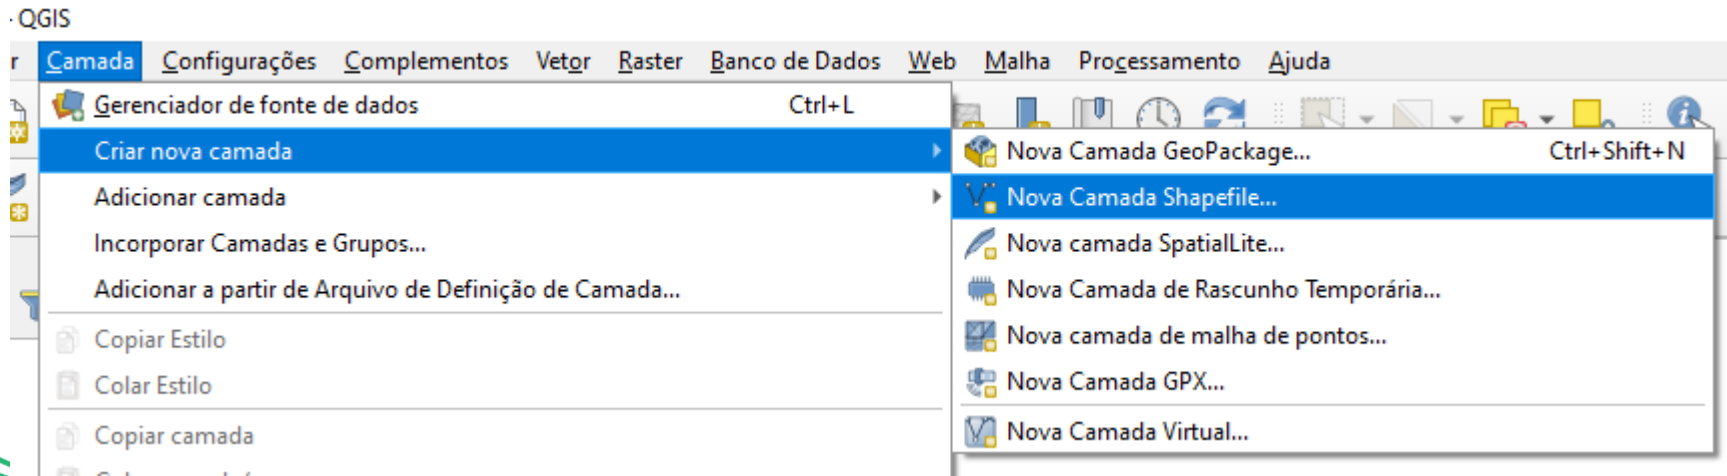 - QGIS
r Camada Configurações Complementos Vetor Raster Banco de Dados Web Malha Processamento Ajuda
Gerenciador de fonte de dados Ctrl+L
Criar nova camada
Adicionar camada
Incorporar Camadas e Grupos...
Adicionar a partir de Arquivo de Definição de Camada...
Copiar Estilo
Colar Estilo
Copiar camada
Nova Camada GeoPackage... Ctrl+Shift+N
Nova Camada Shapefile...
Nova camada SpatialLite...
Nova Camada de Rascunho Temporária...
Nova camada de malha de pontos...
Nova Camada GPX...
Nova Camada Virtual...